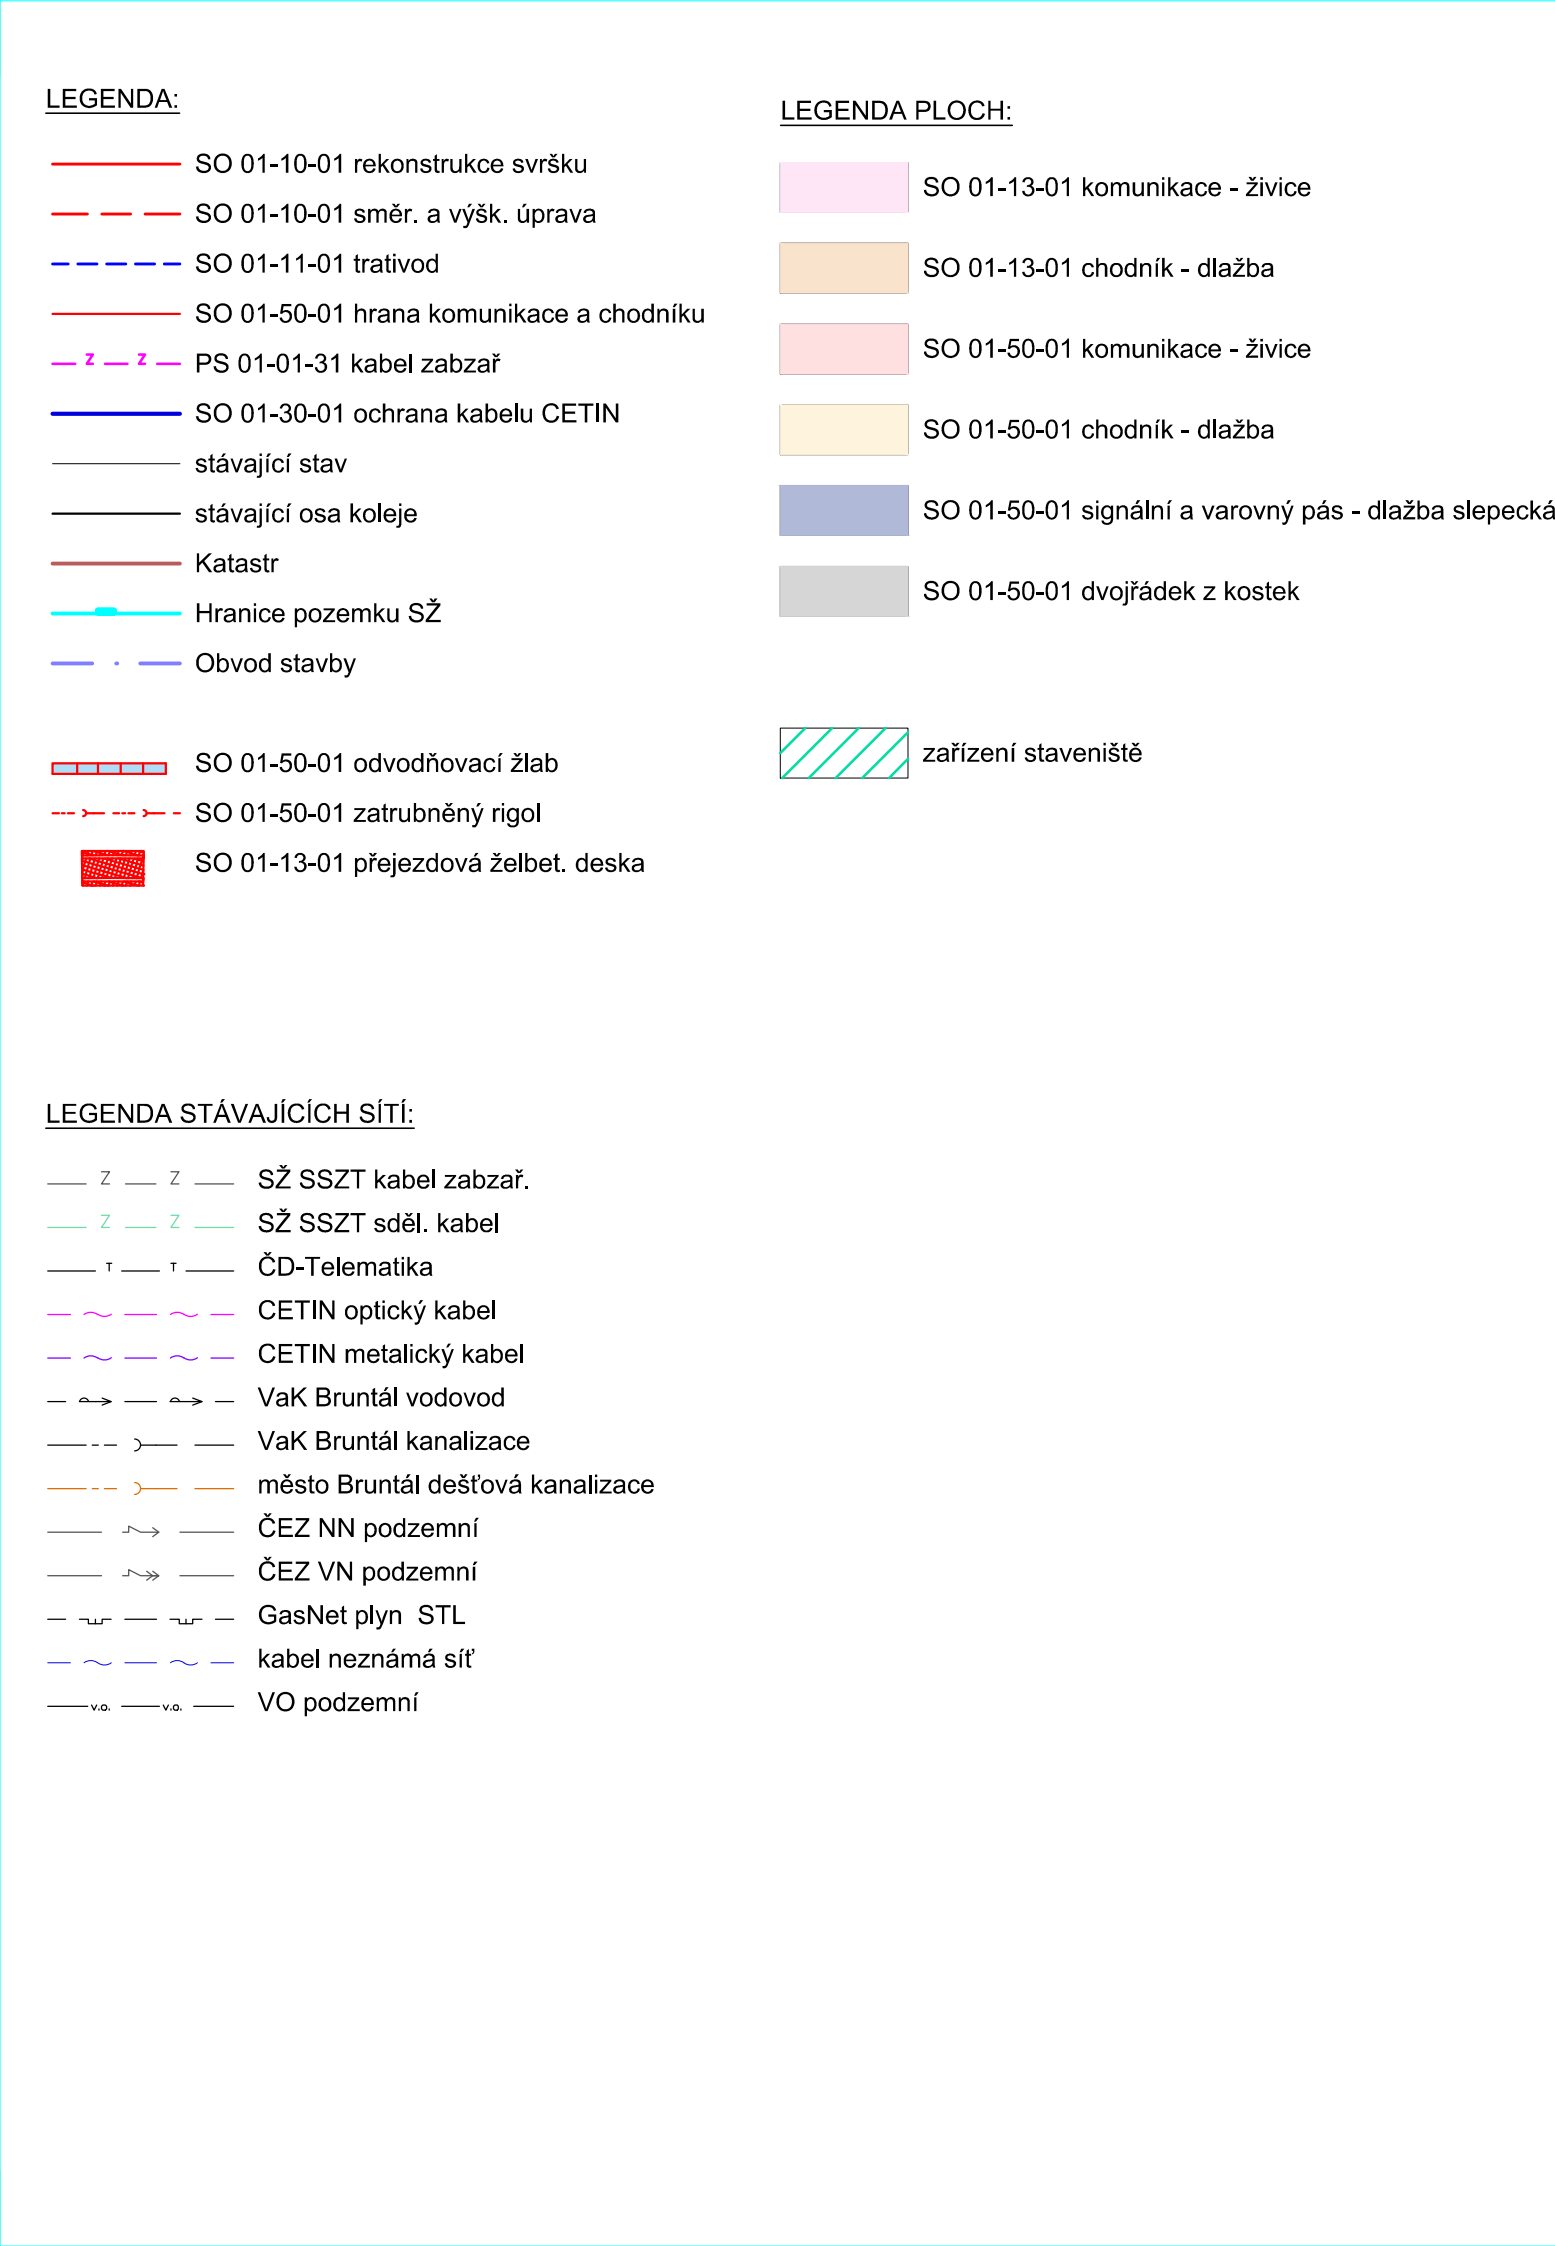 LEGENDA:
SO 01-10-01 rekonstrukce svršku
SO 01-10-01 směr. a výšk. úprava
SO 01-11-01 trativod
SO 01-50-01 hrana komunikace a chodníku
Z Z PS 01-01-31 kabel zabzař
SO 01-30-01 ochrana kabelu CETIN
stávající stav
stávající osa koleje
Katastr
Hranice pozemku SŽ
Obvod stavby
SO 01-50-01 odvodňovací žlab
SO 01-50-01 zatrubněný rigol
SO 01-13-01 přejezdová želbet. deska
LEGENDA PLOCH:
SO 01-13-01 komunikace - živice
SO 01-13-01 chodník - dlažba
SO 01-50-01 komunikace - živice
SO 01-50-01 chodník - dlažba
SO 01-50-01 signální a varovný pás - dlažba slepecká
SO 01-50-01 dvojřádek z kostek
zařízení staveniště
LEGENDA STÁVAJÍCÍCH SÍTÍ:
Z Z SŽ SSZT kabel zabzař.
Z Z SŽ SSZT sděl. kabel
T T ČD-Telematika
CETIN optický kabel
CETIN metalický kabel
VaK Bruntál vodovod
VaK Bruntál kanalizace
město Bruntál dešťová kanalizace
ČEZ NN podzemní
ČEZ VN podzemní
GasNet plyn STL
kabel neznámá síť
v.o. v.o. VO podzemní